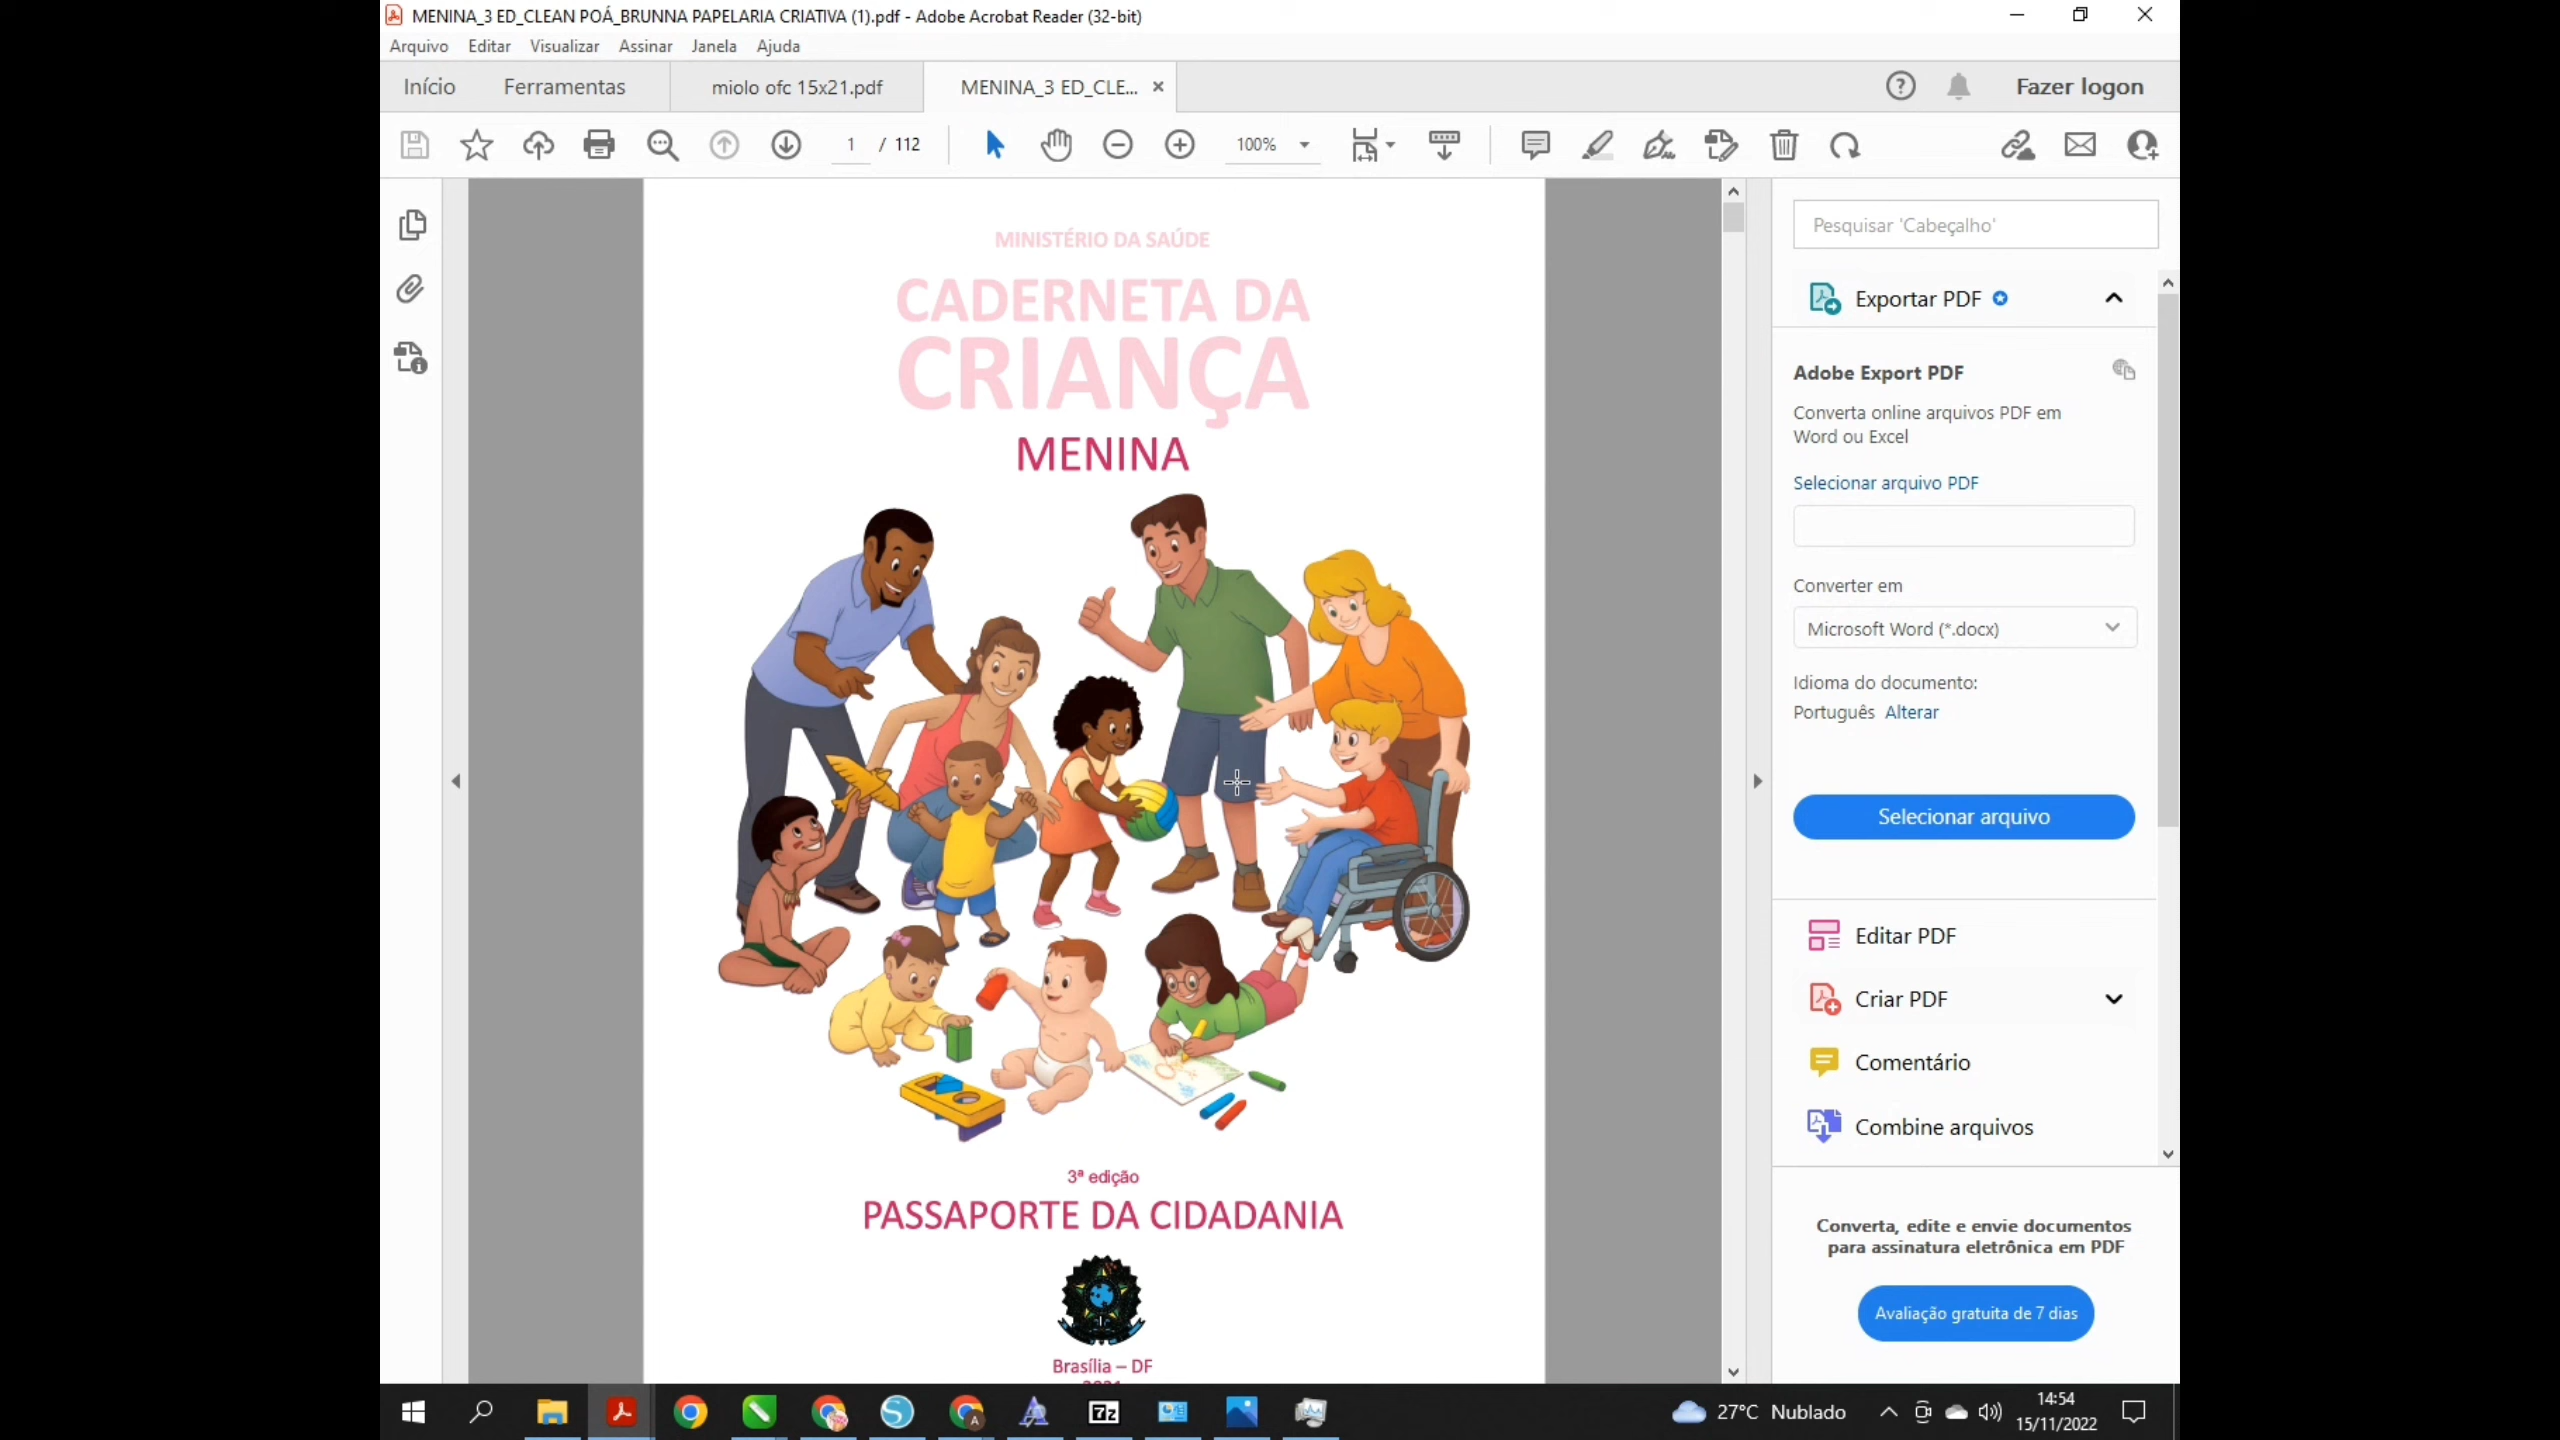 MENINA_3 ED_CLEAN POÁ_BRUNNA PAPELARIA CRIATIVA (1).pdf - Adobe Acrobat Reader (32-bit)
Arquivo Editar Visualizar Assinar Janela Ajuda
Início Ferramentas miolo ofc 15x21.pdf MENINA_3 ED_CLE... × Fazer logon
1 / 112 100%
MINISTÉRIO DA SAÚDE
CADERNETA DA
CRIANÇA
MENINA
3ª edição
PASSAPORTE DA CIDADANIA
Brasília – DF
Pesquisar 'Cabeçalho'
Exportar PDF
Adobe Export PDF
Converta online arquivos PDF em
Word ou Excel
Selecionar arquivo PDF
Converter em
Microsoft Word (*.docx)
Idioma do documento:
Português Alterar
Selecionar arquivo
Editar PDF
Criar PDF
Comentário
Combine arquivos
Converta, edite e envie documentos
para assinatura eletrônica em PDF
Avaliação gratuita de 7 dias
7z A 27°C Nublado 14:54
15/11/2022